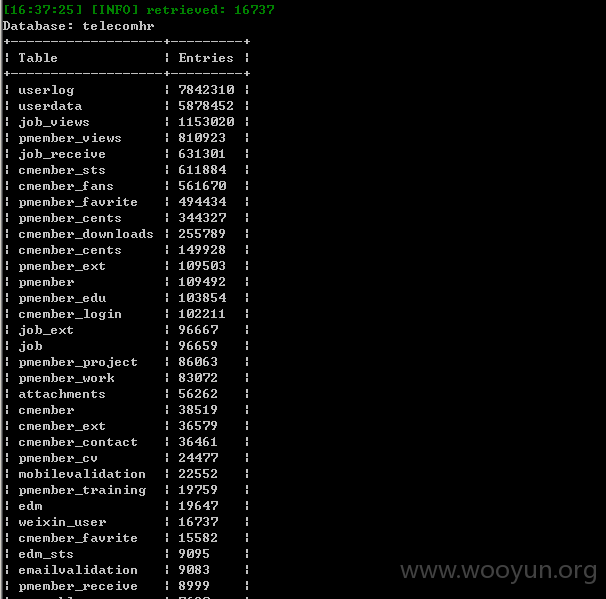 [16:37:25] [INFO] retrieved: 16737
Database: telecomhr
+-------------------+---------+
| Table             | Entries |
+-------------------+---------+
| userlog           | 7842310 |
| userdata          | 5878452 |
| job_views         | 1153020 |
| pmember_views     | 810923  |
| job_receive       | 631301  |
| cmember_sts       | 611884  |
| cmember_fans      | 561670  |
| pmember_favrite   | 494434  |
| pmember_cents     | 344327  |
| cmember_downloads | 255789  |
| cmember_cents     | 149928  |
| pmember_ext       | 109503  |
| pmember           | 109492  |
| pmember_edu       | 103854  |
| cmember_login     | 102211  |
| job_ext           | 96667   |
| job               | 96659   |
| pmember_project   | 86063   |
| pmember_work      | 83072   |
| attachments       | 56262   |
| cmember           | 38519   |
| cmember_ext       | 36579   |
| cmember_contact   | 36461   |
| pmember_cv        | 24477   |
| mobilevalidation  | 22552   |
| pmember_training  | 19759   |
| edm               | 19647   |
| weixin_user       | 16737   |
| cmember_favrite   | 15582   |
| edm_sts           | 9095    |
| emailvalidation   | 9083    |
| pmember_receive   | 8999    |
www.wooyun.org